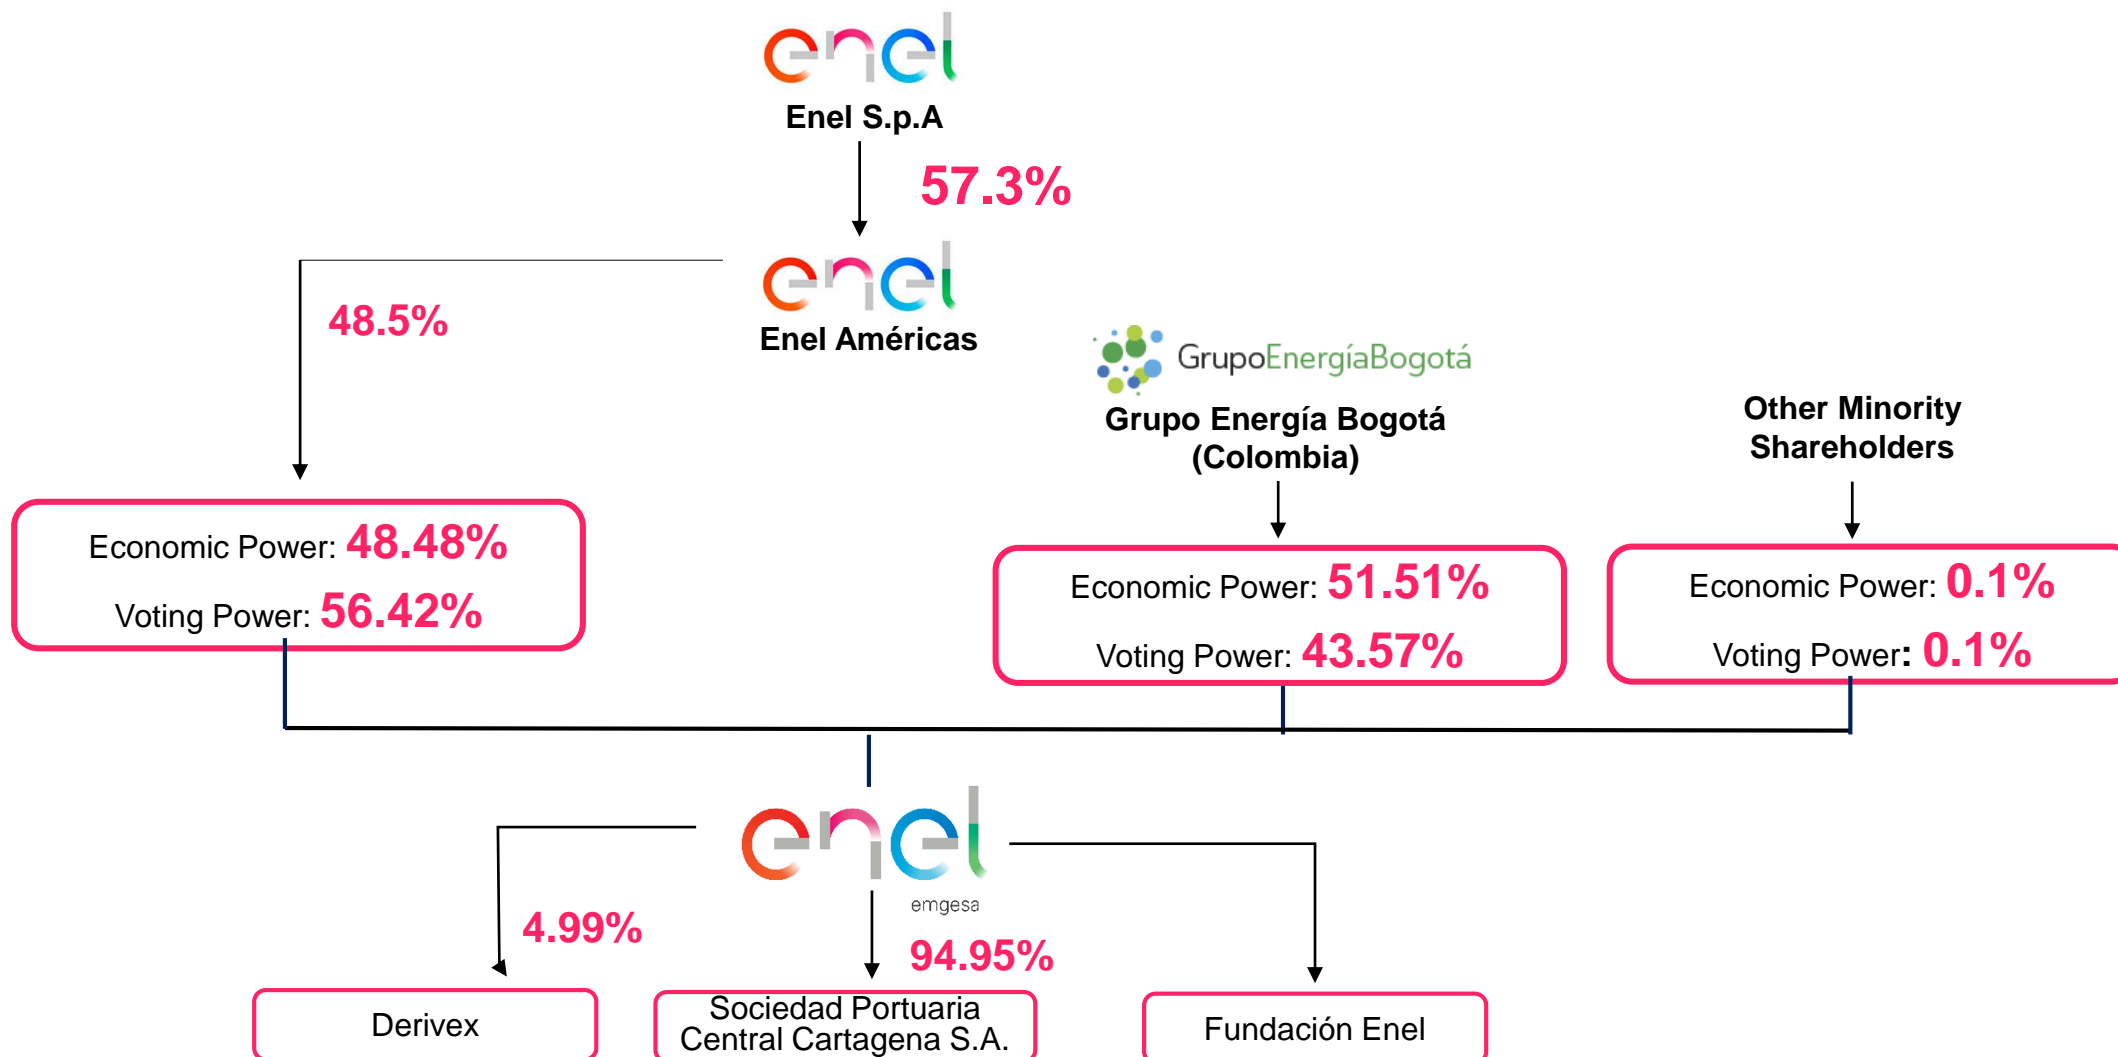 enel
Enel S.p.A
57.3%
enel
Enel Américas
48.5%
GrupoEnergíaBogotá
Grupo Energía Bogotá
(Colombia)
Other Minority
Shareholders
Economic Power: 48.48%
Voting Power: 56.42%
Economic Power: 51.51%
Voting Power: 43.57%
Economic Power: 0.1%
Voting Power: 0.1%
enel
emgesa
4.99%
94.95%
Derivex
Sociedad Portuaria
Central Cartagena S.A.
Fundación Enel